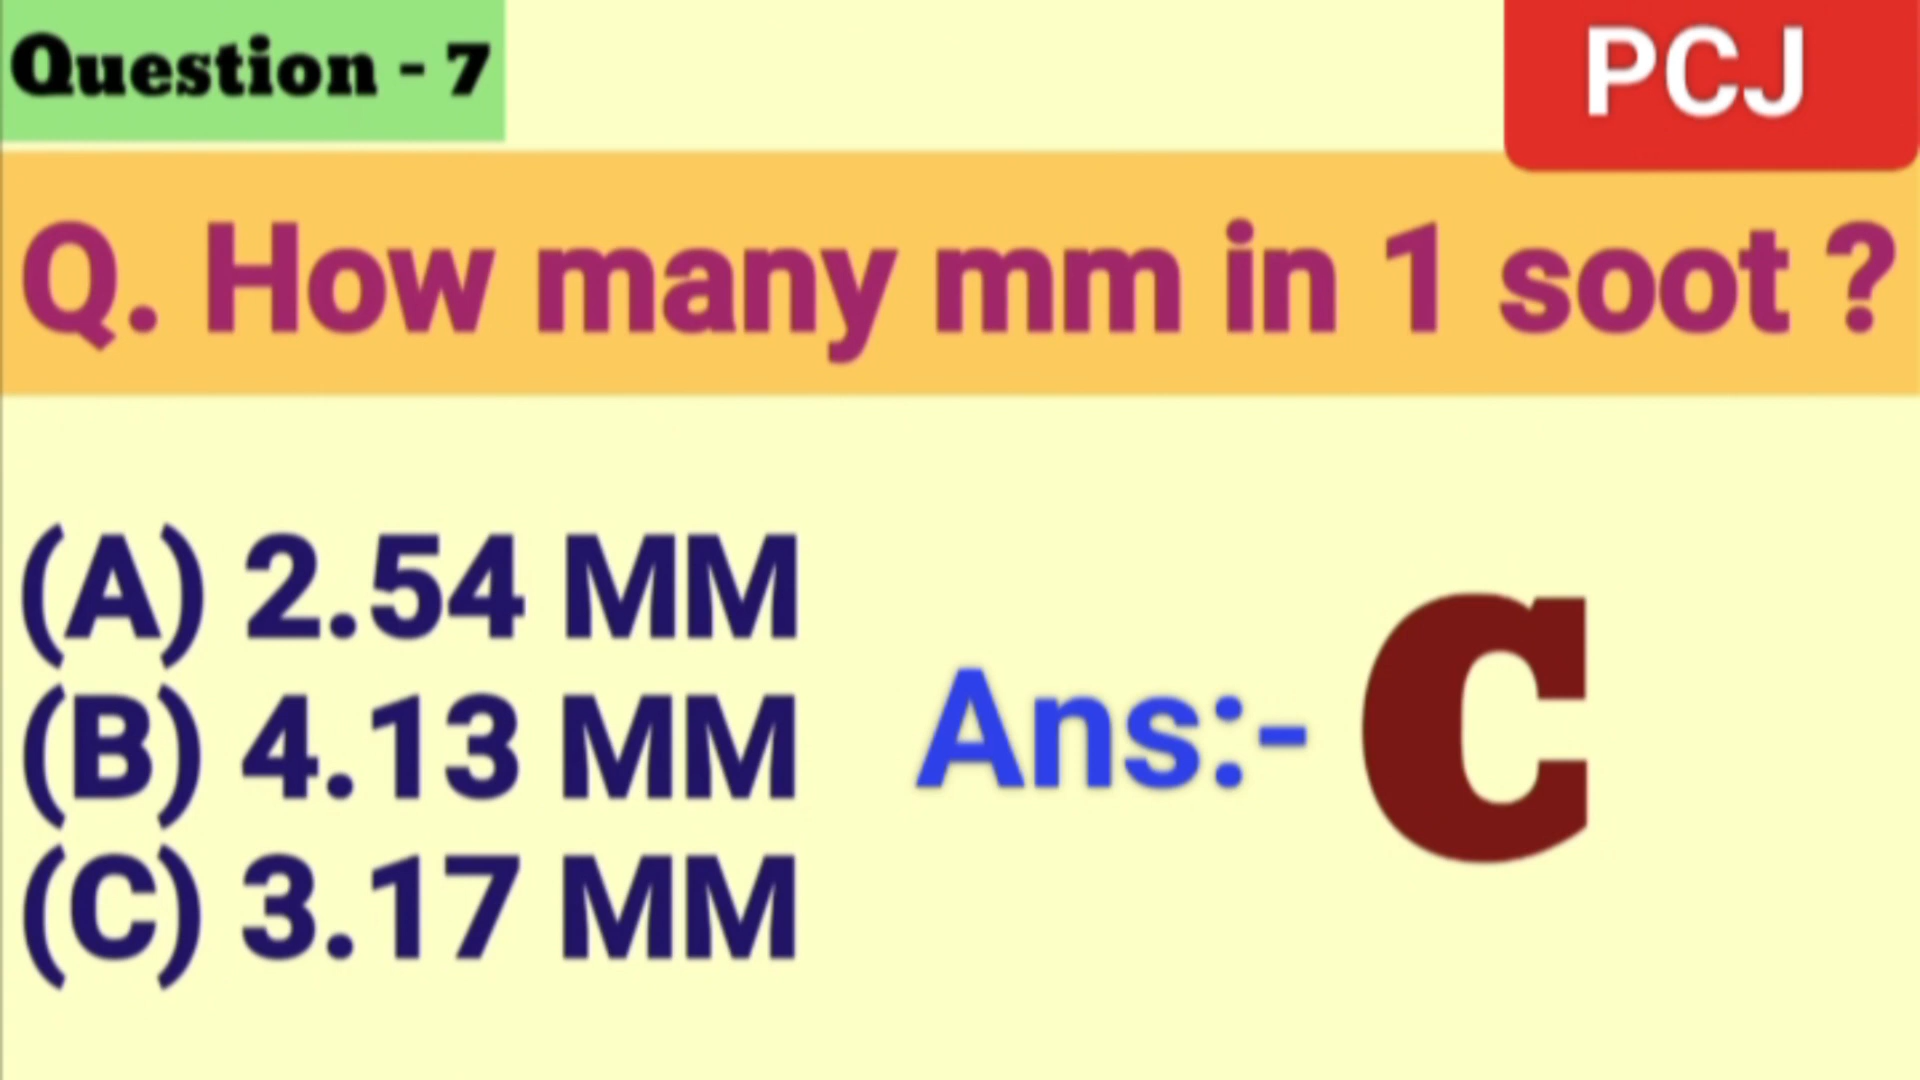 Question - 7
PCJ
Q. How many mm in 1 soot ?
(A) 2.54 MM
(B) 4.13 MM
Ans:- C
(C) 3.17 MM